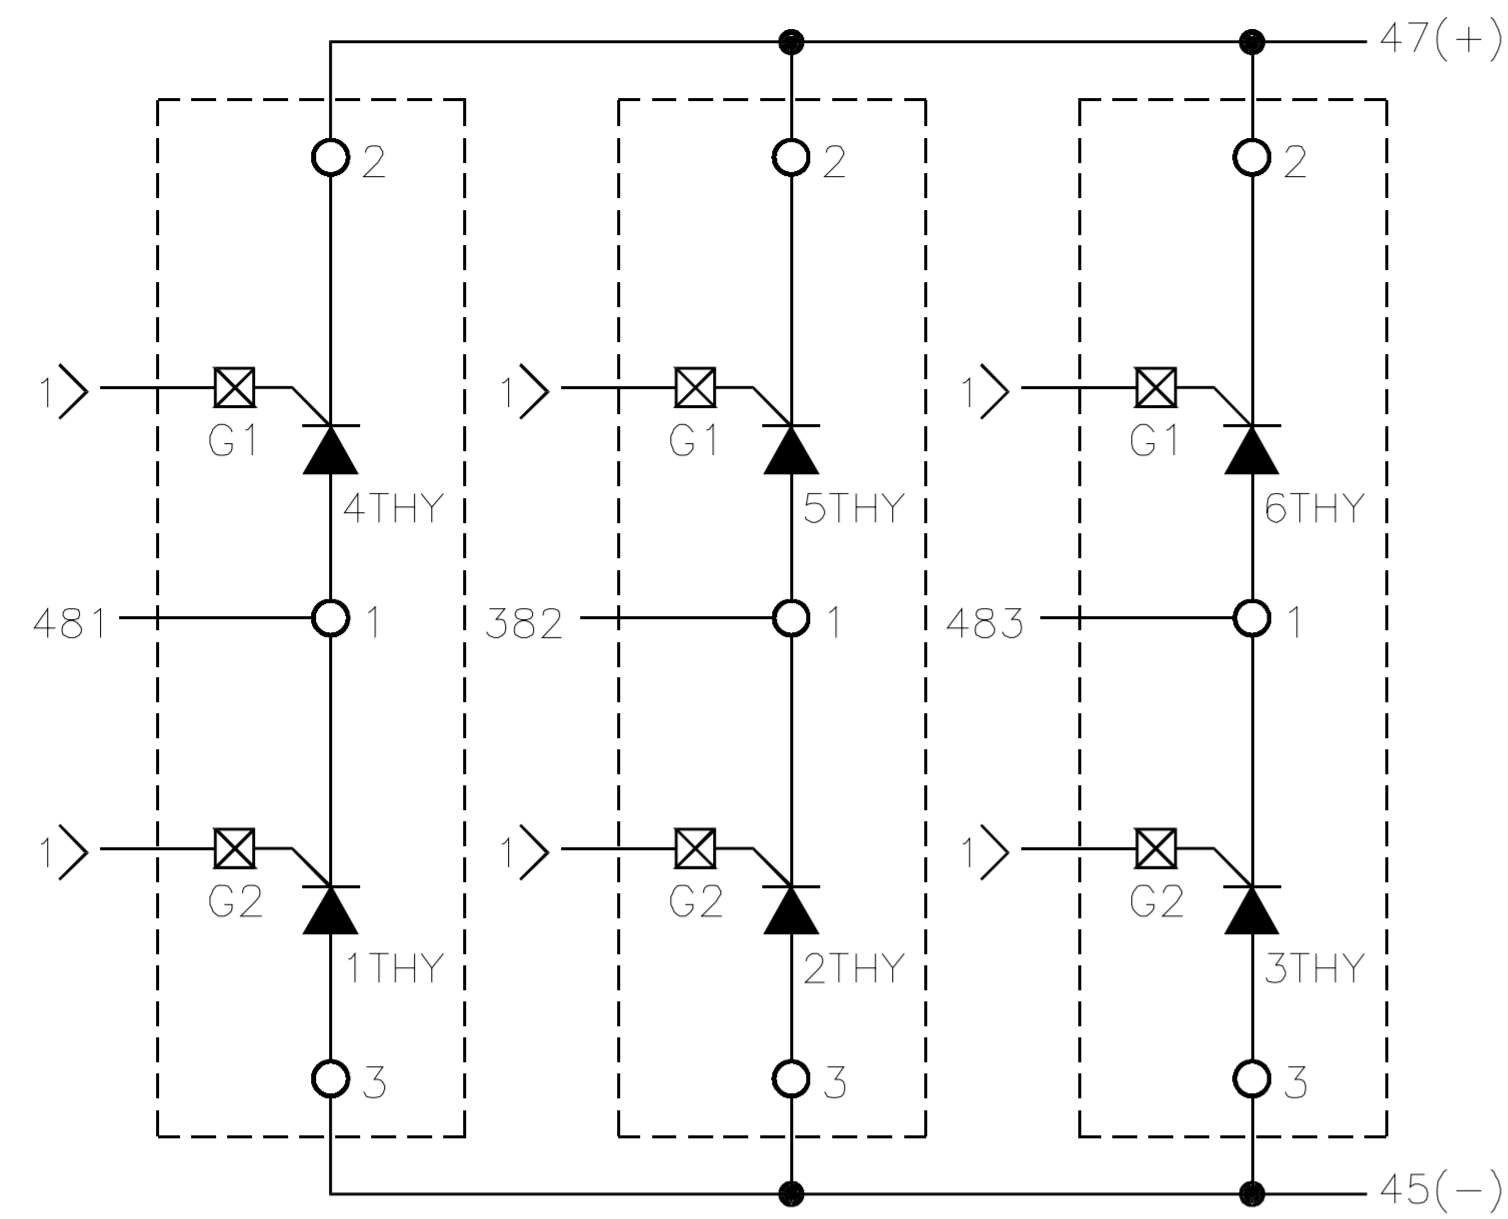 47(+)
2 2 2
1 1 1
G1 G1 G1
4THY 5THY 6THY
481 1 382 1 483 1
1 1 1
G2 G2 G2
1THY 2THY 3THY
3 3 3
45(-)